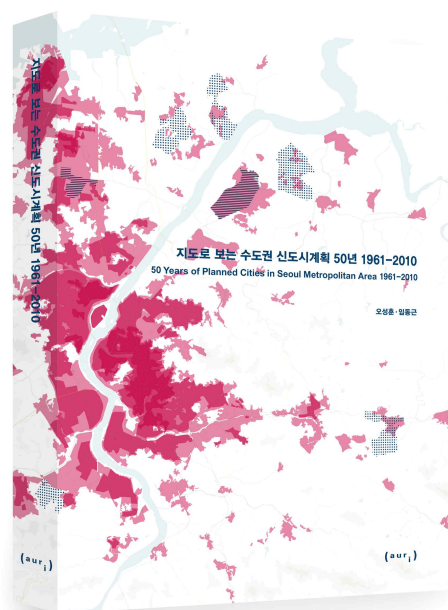 지도로 보는 수도권 신도시계획 50년 1961-2010
지도로 보는 수도권 신도시계획 50년 1961-2010
50 Years of Planned Cities in Seoul Metropolitan Area 1961-2010
오성훈·임동근
(auri)
(auri)